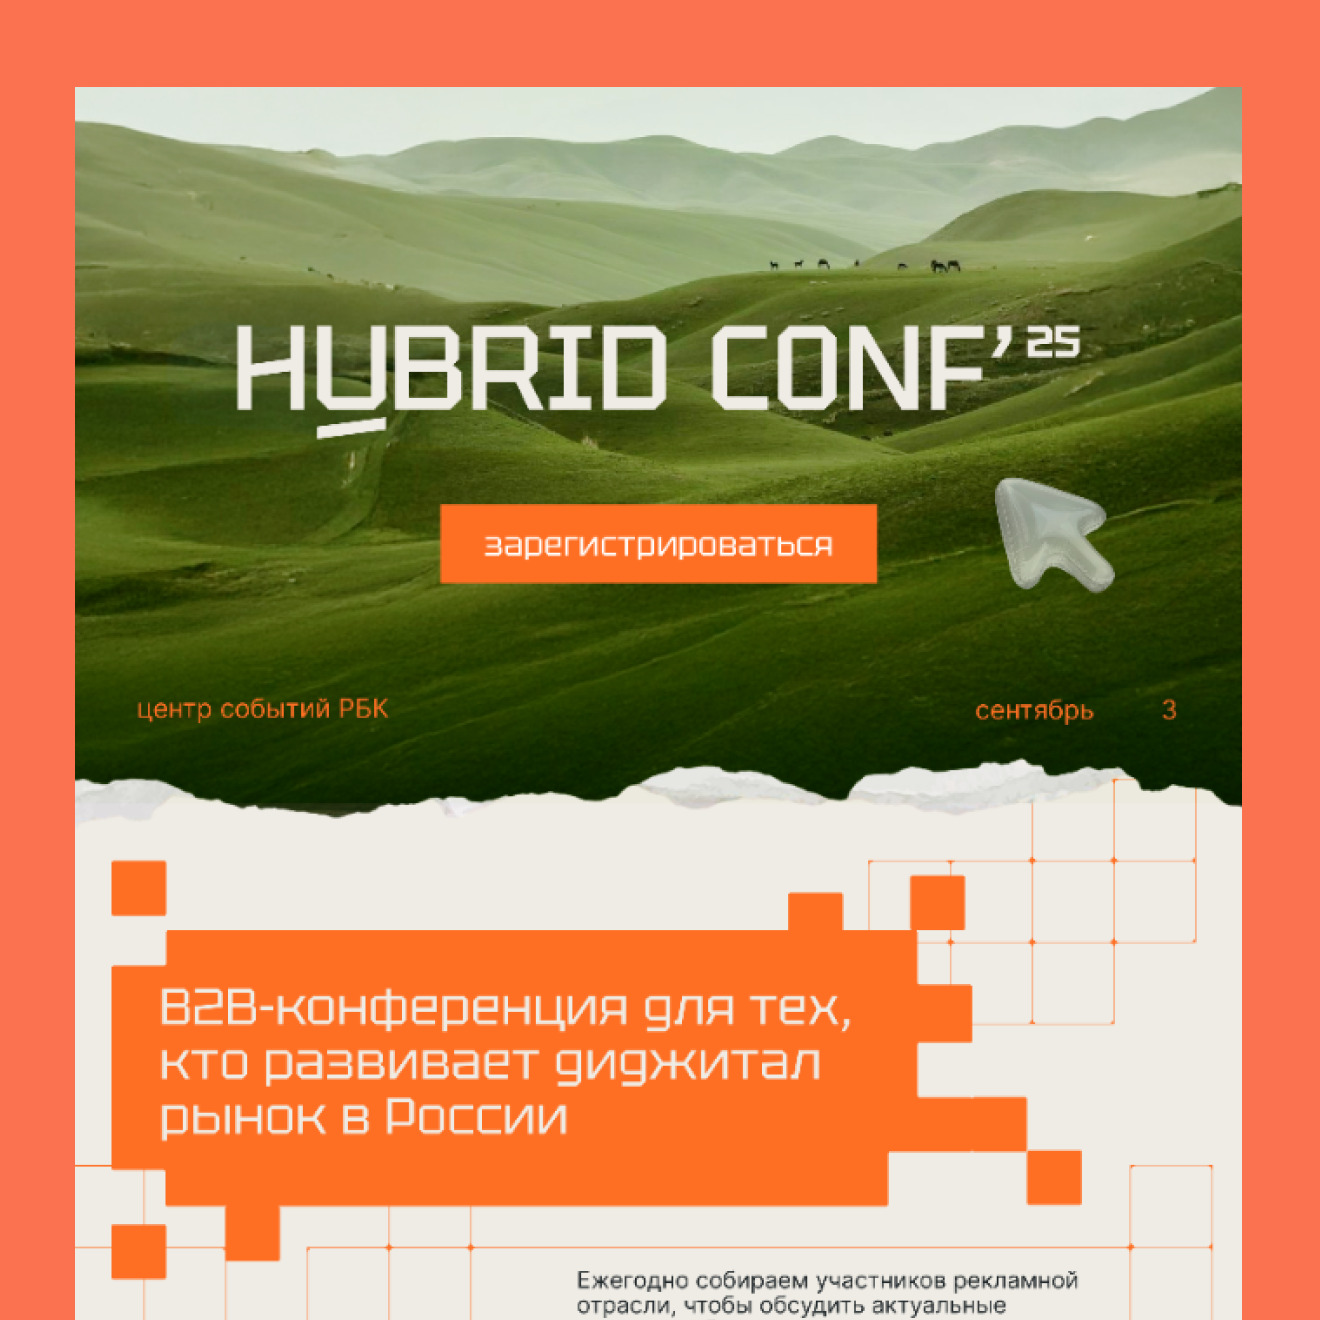 HYBRID CONF’25
зарегистрироваться
центр событий РБК
сентябрь 3
B2B-конференция для тех,
кто развивает диджитал
рынок в России
Ежегодно собираем участников рекламной
отрасли, чтобы обсудить актуальные